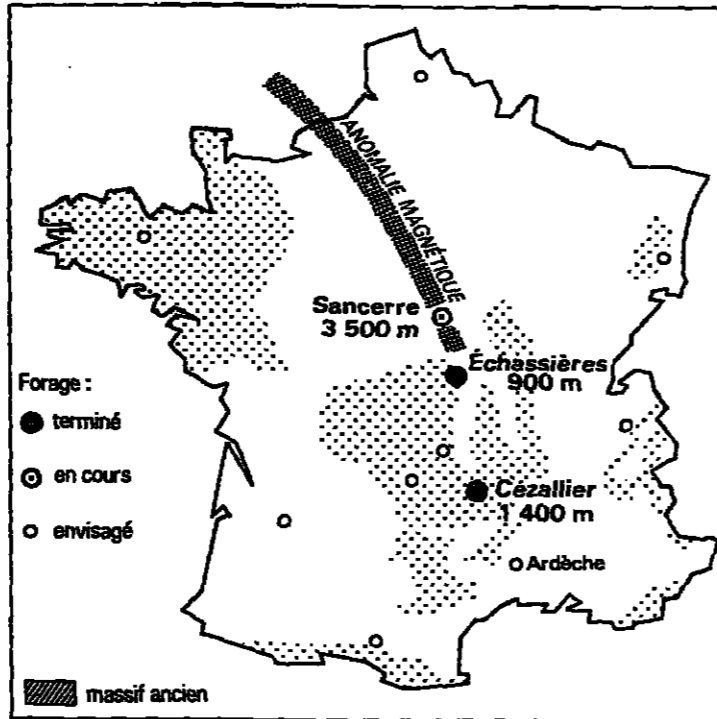 ANOMALIE MAGNÉTIQUE
Sancerre
3 500 m
Échassières
900 m
Forage :
terminé
en cours
envisagé
Cézallier
1 400 m
Ardèche
massif ancien